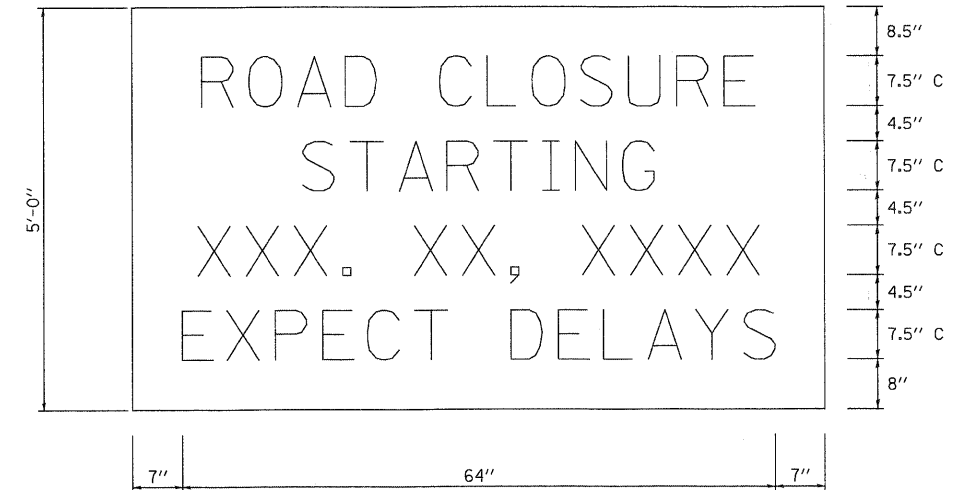 ROAD CLOSURE
STARTING
XXX. XX, XXXX
EXPECT DELAYS
5'-0"
8.5"
7.5" C
4.5"
7.5" C
4.5"
7.5" C
4.5"
7.5" C
8"
7"
64"
7"